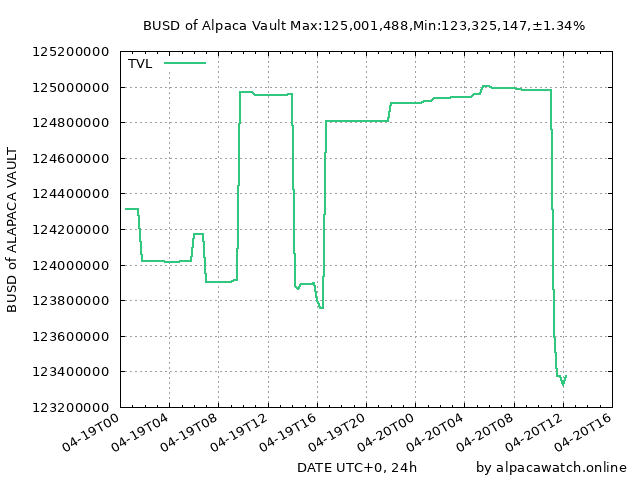 BUSD of Alpaca Vault Max:125,001,488,Min:123,325,147,±1.34%
TVL
125200000
125000000
124800000
124600000
124400000
124200000
124000000
123800000
123600000
123400000
123200000
BUSD of ALAPACA VAULT
04-19T00
04-19T04
04-19T08
04-19T12
04-19T16
04-19T20
04-20T00
04-20T04
04-20T08
04-20T12
04-20T16
DATE UTC+0, 24h
by alpacawatch.online